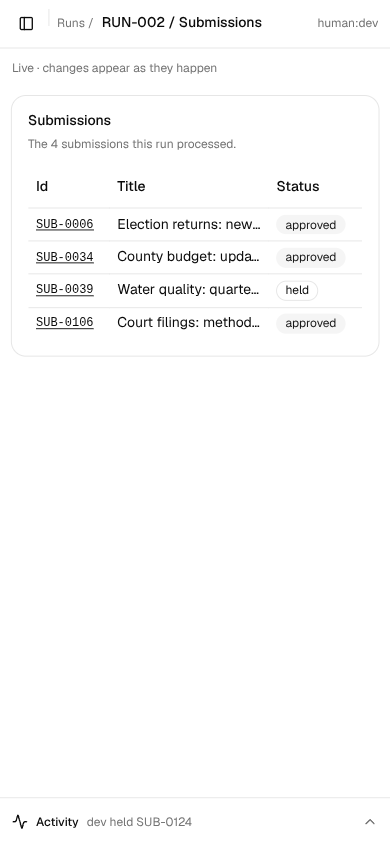 Runs / RUN-002 / Submissions human:dev
Live · changes appear as they happen
Submissions
The 4 submissions this run processed.
Id Title Status
SUB-0006 Election returns: new… approved
SUB-0034 County budget: upda… approved
SUB-0039 Water quality: quarte… held
SUB-0106 Court filings: method… approved
Activity dev held SUB-0124